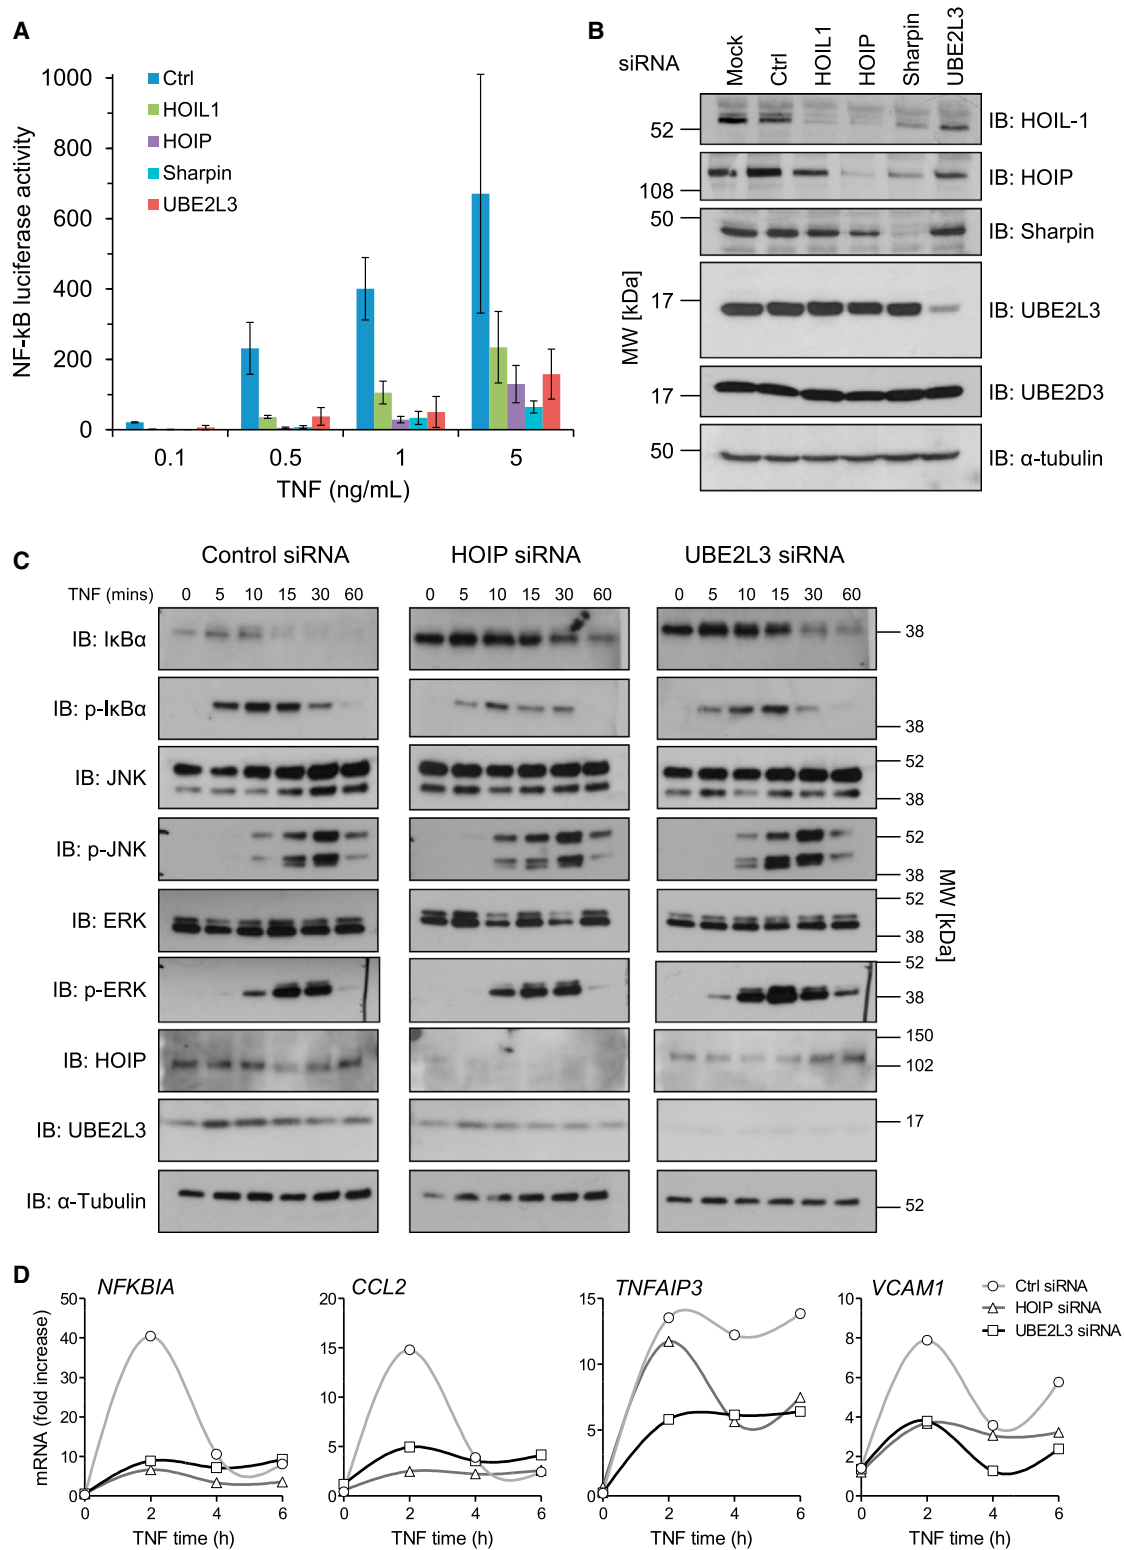 A
1000
800
600
400
200
0
NF-kB luciferase activity
Ctrl
HOIL1
HOIP
Sharpin
UBE2L3
0.1 0.5 1 5
TNF (ng/mL)
B
siRNA
Mock Ctrl HOIL1 HOIP Sharpin UBE2L3
52 IB: HOIL-1
108 IB: HOIP
50 IB: Sharpin
17 IB: UBE2L3
17 IB: UBE2D3
50 IB: α-tubulin
MW [kDa]
C
Control siRNA HOIP siRNA UBE2L3 siRNA
TNF (mins) 0 5 10 15 30 60 0 5 10 15 30 60 0 5 10 15 30 60
IB: IκBα 38
IB: p-IκBα 38
IB: JNK 52 38
IB: p-JNK 52 38
IB: ERK 52 38
IB: p-ERK 52 38
IB: HOIP 150 102
IB: UBE2L3 17
IB: α-Tubulin 52
MW [kDa]
D
mRNA (fold increase)
NFKBIA
50
40
30
20
10
0
0 2 4 6
TNF time (h)
CCL2
20
15
10
5
0
0 2 4 6
TNF time (h)
TNFAIP3
15
10
5
0
0 2 4 6
TNF time (h)
VCAM1
10
8
6
4
2
0
0 2 4 6
TNF time (h)
Ctrl siRNA
HOIP siRNA
UBE2L3 siRNA